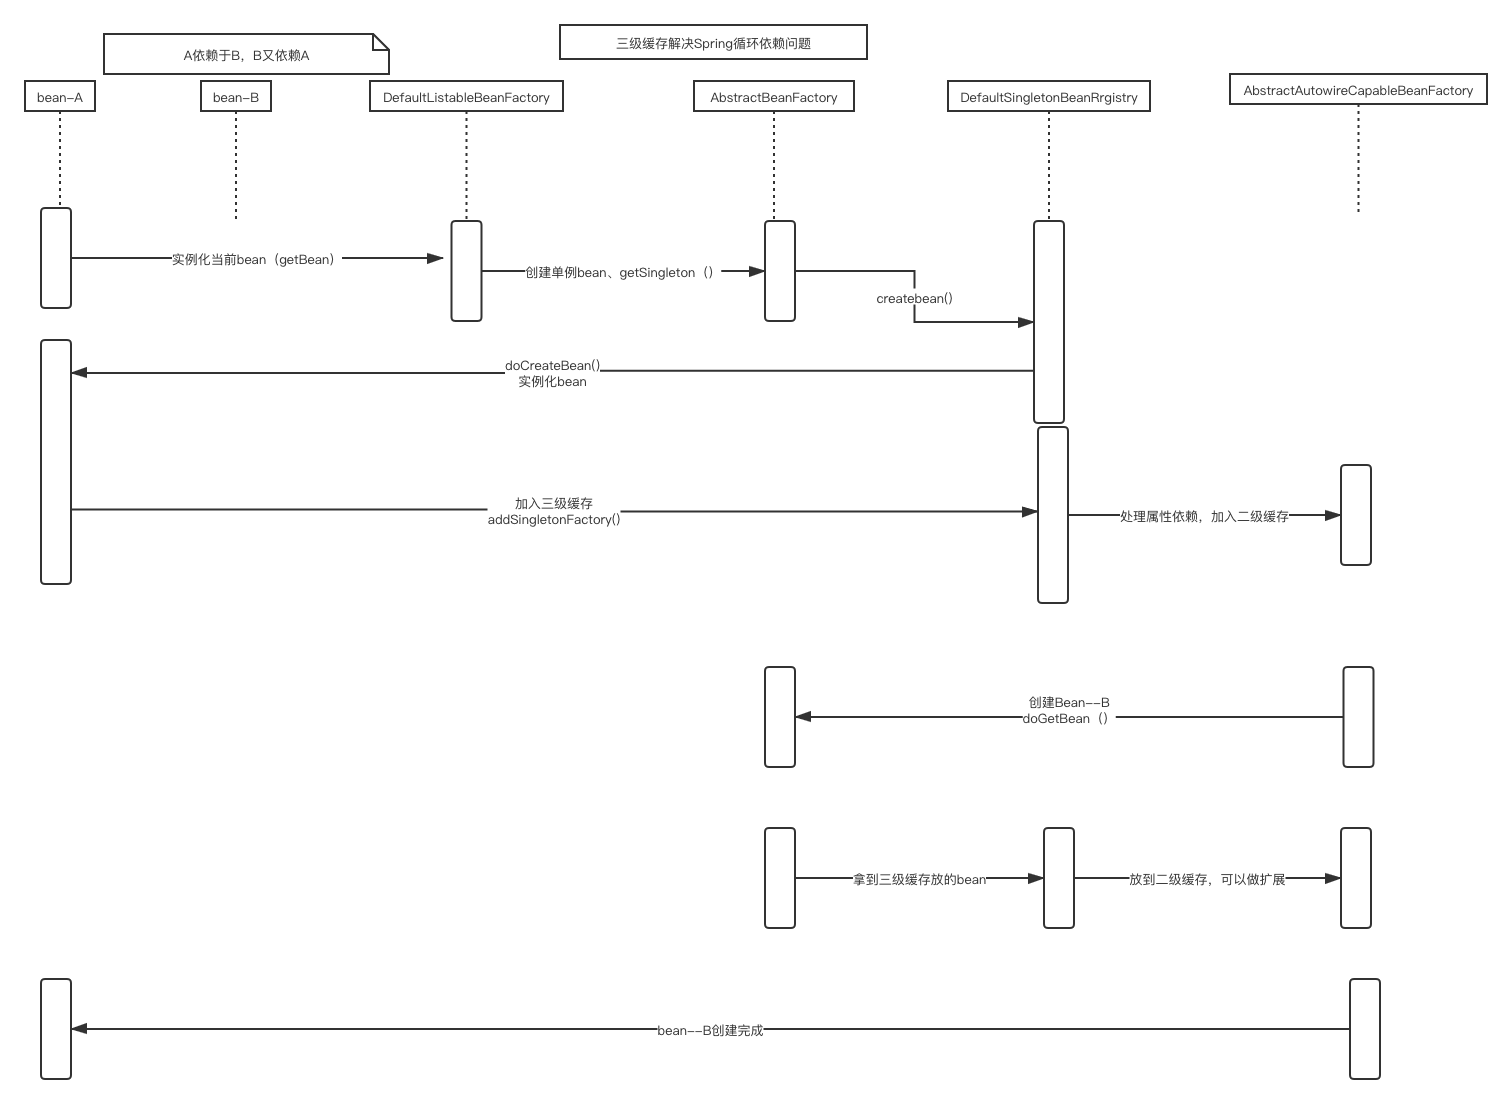 三级缓存解决Spring循环依赖问题
A依赖于B，B又依赖A
bean-A
bean-B
DefaultListableBeanFactory
AbstractBeanFactory
DefaultSingletonBeanRrgistry
AbstractAutowireCapableBeanFactory
实例化当前bean（getBean）
创建单例bean、getSingleton（）
createbean()
doCreateBean()
实例化bean
加入三级缓存
addSingletonFactory()
处理属性依赖，加入二级缓存
创建Bean--B
doGetBean（）
拿到三级缓存放的bean
放到二级缓存，可以做扩展
bean--B创建完成